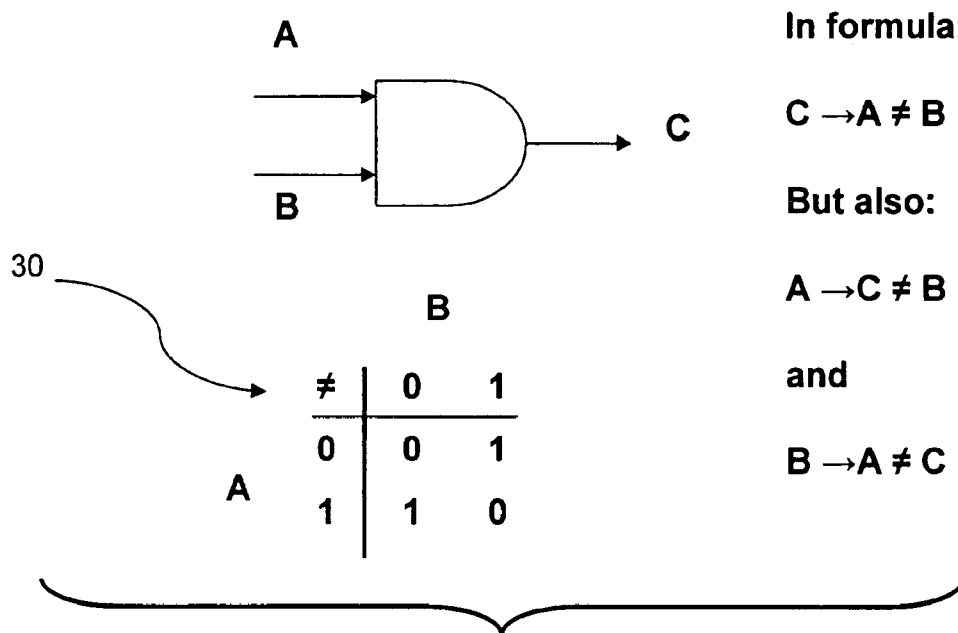 A
B
C
In formula:
C →A ≠ B
But also:
A →C ≠ B
and
B →A ≠ C
30
B
≠ 0 1
0 0 1
A
1 1 0